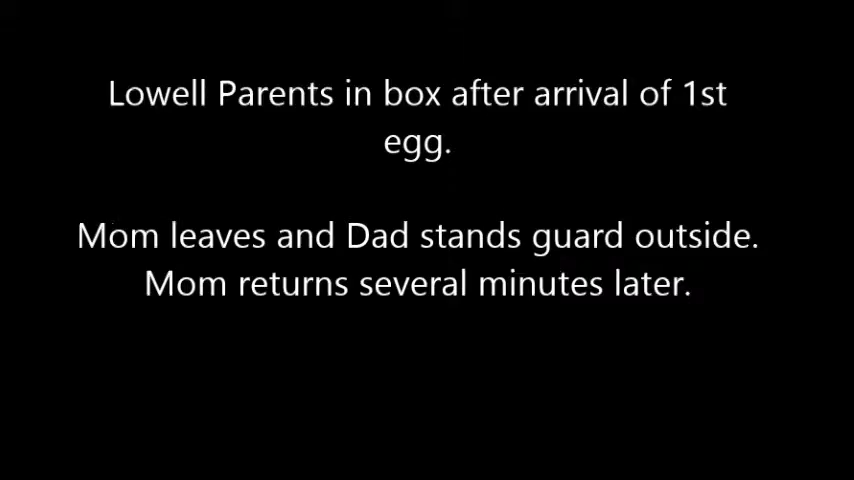 Lowell Parents in box after arrival of 1st
egg.
Mom leaves and Dad stands guard outside.
Mom returns several minutes later.